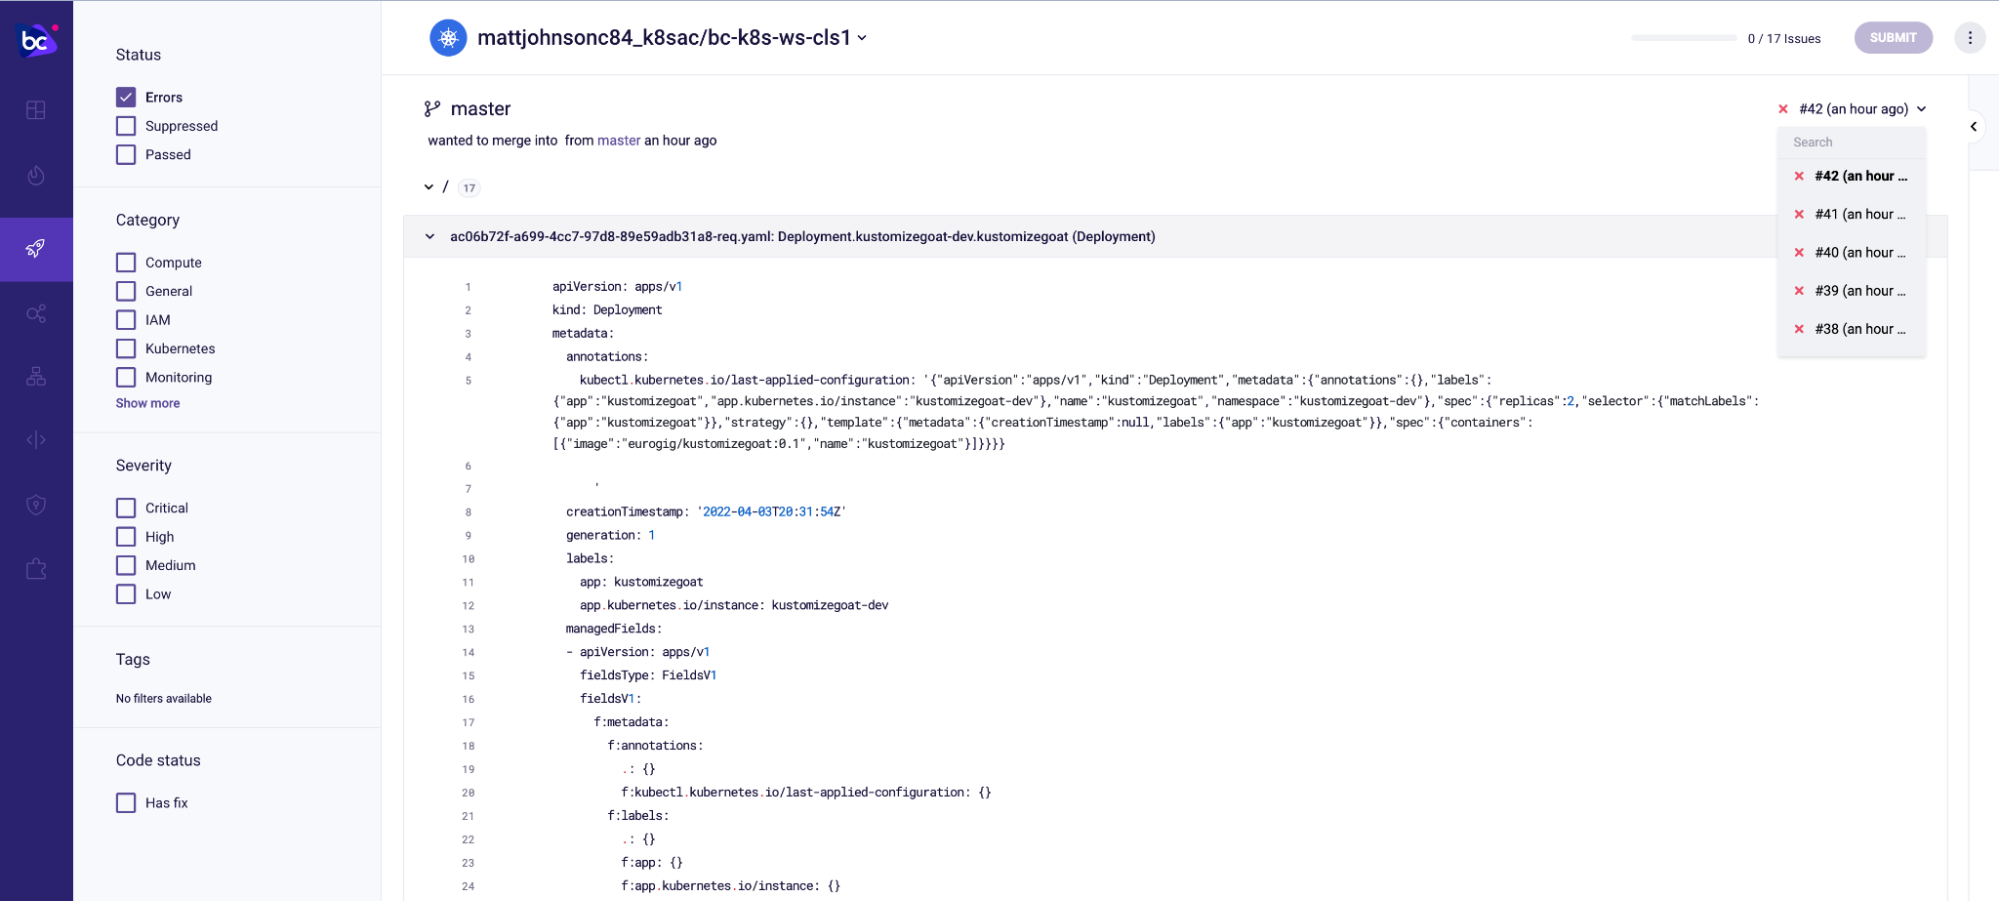 bc
Status
Errors
Suppressed
Passed
Category
Compute
General
IAM
Kubernetes
Monitoring
Show more
Severity
Critical
High
Medium
Low
Tags
No filters available
Code status
Has fix
mattjohnsonc84_k8sac/bc-k8s-ws-cls1
0 / 17 Issues
SUBMIT
master
wanted to merge into from master an hour ago
#42 (an hour ago)
Search
#42 (an hour ...
#41 (an hour ...
#40 (an hour ...
#39 (an hour ...
#38 (an hour ...
/ 17
ac06b72f-a699-4cc7-97d8-89e59adb31a8-req.yaml: Deployment.kustomizegoat-dev.kustomizegoat (Deployment)
1 apiVersion: apps/v1
2 kind: Deployment
3 metadata:
4 annotations:
5 kubectl.kubernetes.io/last-applied-configuration: '{"apiVersion":"apps/v1","kind":"Deployment","metadata":{"annotations":{},"labels":
{"app":"kustomizegoat","app.kubernetes.io/instance":"kustomizegoat-dev"},"name":"kustomizegoat","namespace":"kustomizegoat-dev"},"spec":{"replicas":2,"selector":{"matchLabels":
{"app":"kustomizegoat"}},"strategy":{},"template":{"metadata":{"creationTimestamp":null,"labels":{"app":"kustomizegoat"}},"spec":{"containers":
[{"image":"eurogig/kustomizegoat:0.1","name":"kustomizegoat"}]}}}}
6
7 '
8 creationTimestamp: '2022-04-03T20:31:54Z'
9 generation: 1
10 labels:
11 app: kustomizegoat
12 app.kubernetes.io/instance: kustomizegoat-dev
13 managedFields:
14 - apiVersion: apps/v1
15 fieldsType: FieldsV1
16 fieldsV1:
17 f:metadata:
18 f:annotations:
19 .: {}
20 f:kubectl.kubernetes.io/last-applied-configuration: {}
21 f:labels:
22 .: {}
23 f:app: {}
24 f:app.kubernetes.io/instance: {}